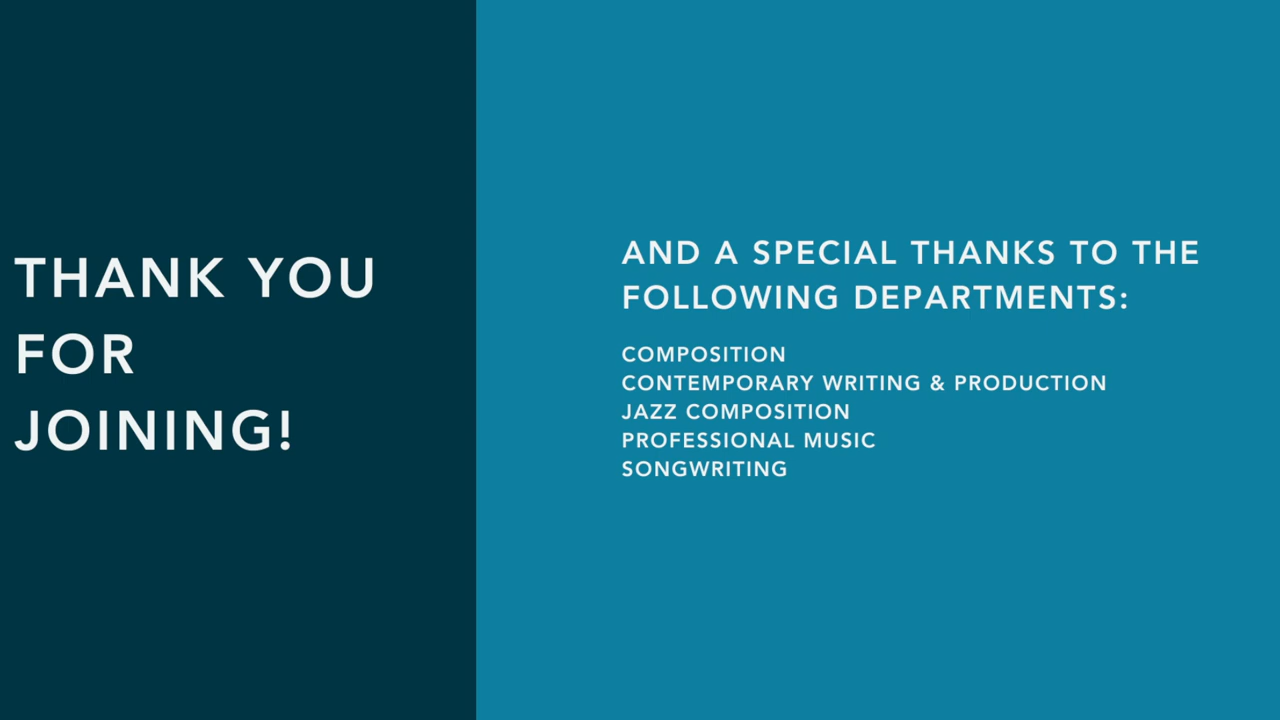 THANK YOU
FOR
JOINING!
AND A SPECIAL THANKS TO THE
FOLLOWING DEPARTMENTS:
COMPOSITION
CONTEMPORARY WRITING & PRODUCTION
JAZZ COMPOSITION
PROFESSIONAL MUSIC
SONGWRITING